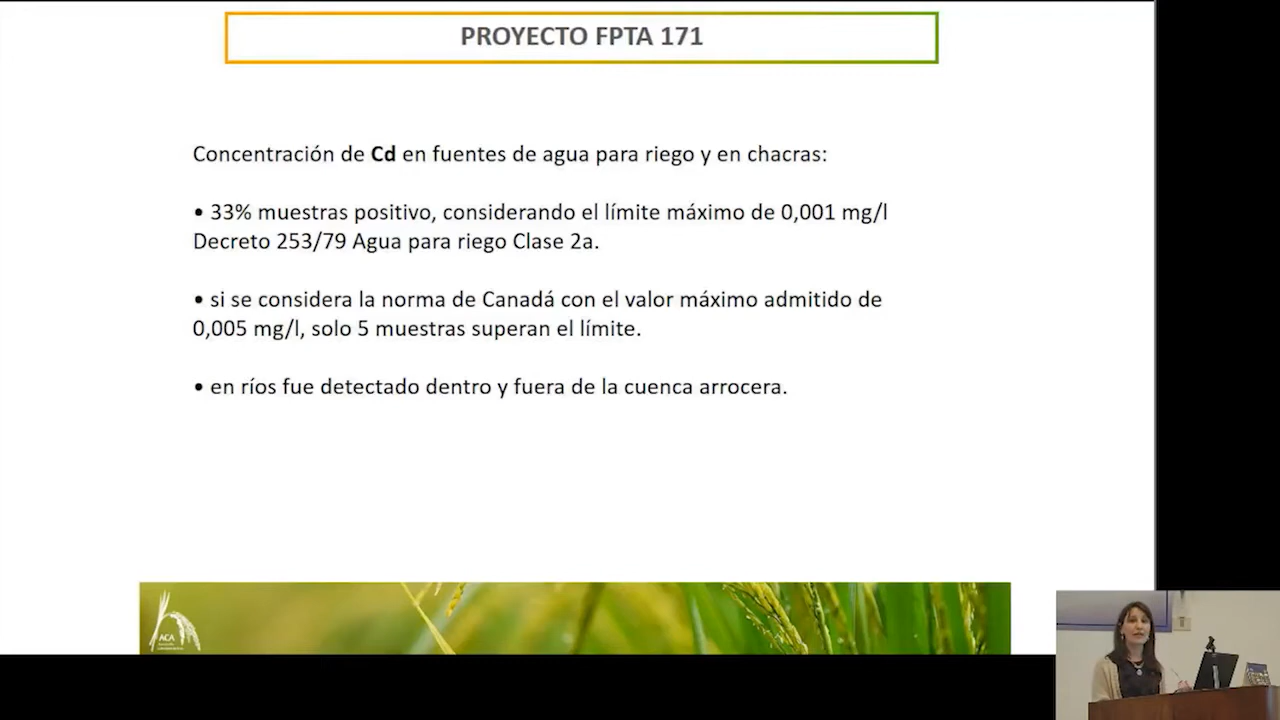 PROYECTO FPTA 171
Concentración de Cd en fuentes de agua para riego y en chacras:
• 33% muestras positivo, considerando el límite máximo de 0,001 mg/l
Decreto 253/79 Agua para riego Clase 2a.
• si se considera la norma de Canadá con el valor máximo admitido de
0,005 mg/l, solo 5 muestras superan el límite.
• en ríos fue detectado dentro y fuera de la cuenca arrocera.
ACA